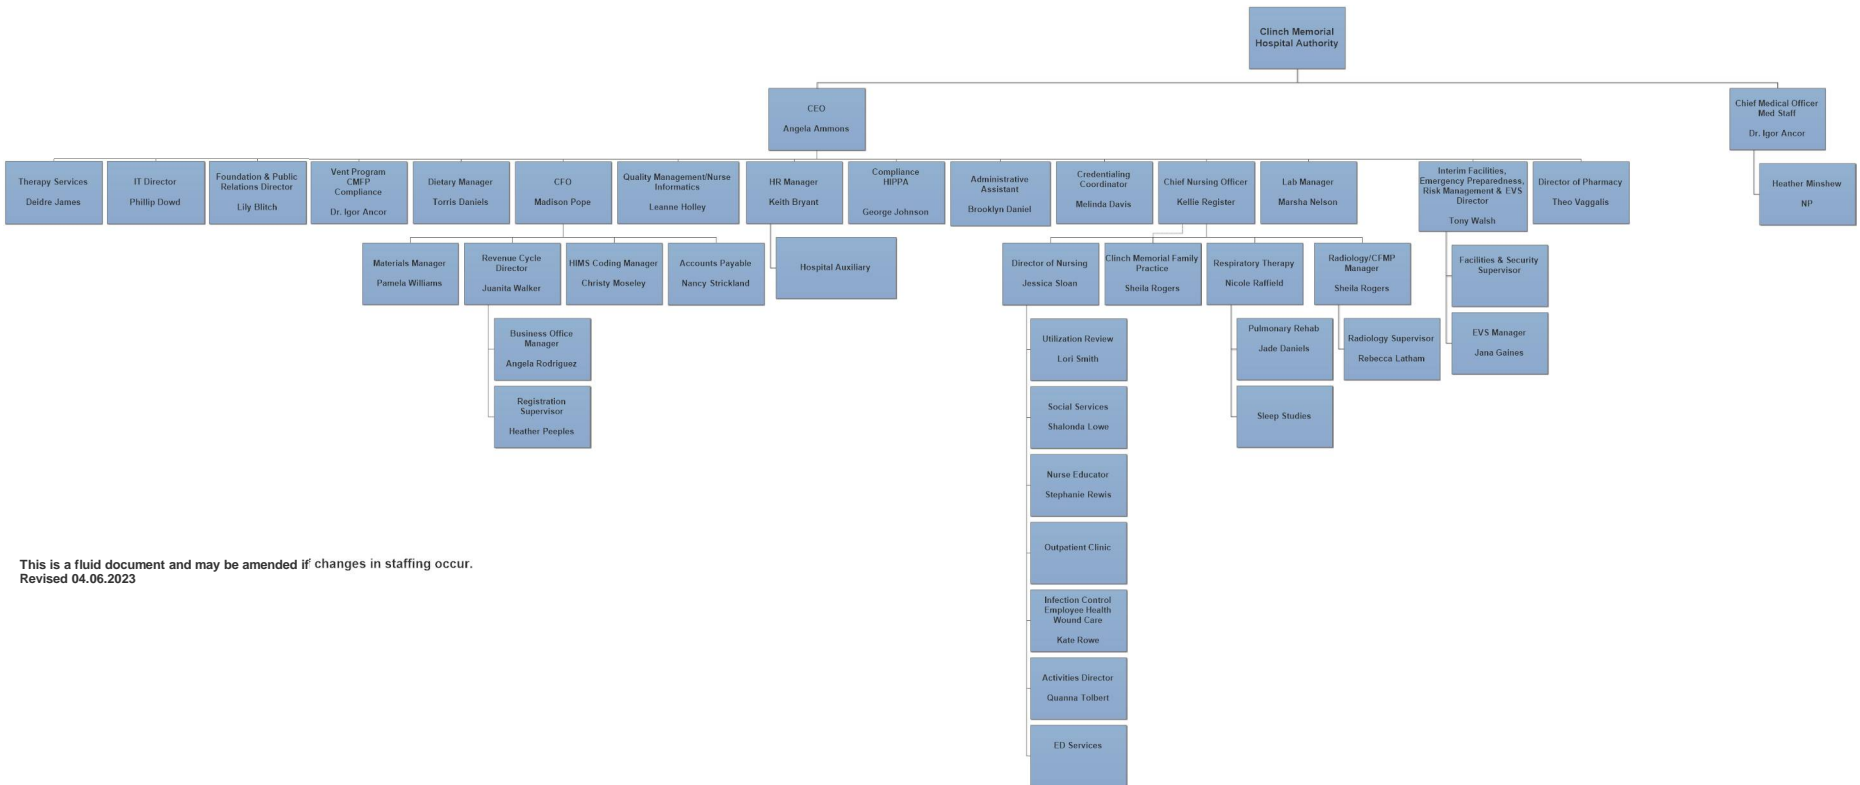 Clinch Memorial
Hospital Authority
CEO
Angela Ammons
Chief Medical Officer
Med Staff
Dr. Igor Ancor
Therapy Services
Deidre James
IT Director
Phillip Dowd
Foundation & Public
Relations Director
Lily Blitch
Vent Program
CMFP
Compliance
Dr. Igor Ancor
Dietary Manager
Torris Daniels
CFO
Madison Pope
Quality Management/Nurse
Informatics
Leanne Holley
HR Manager
Keith Bryant
Compliance
HIPPA
George Johnson
Administrative
Assistant
Brooklyn Daniel
Credentialing
Coordinator
Melinda Davis
Chief Nursing Officer
Kellie Register
Lab Manager
Marsha Nelson
Interim Facilities,
Emergency Preparedness,
Risk Management & EVS
Director
Tony Walsh
Director of Pharmacy
Theo Vaggalis
Heather Minshew
NP
Materials Manager
Pamela Williams
Revenue Cycle
Director
Juanita Walker
HIMS Coding Manager
Christy Moseley
Accounts Payable
Nancy Strickland
Hospital Auxiliary
Director of Nursing
Jessica Sloan
Clinch Memorial Family
Practice
Sheila Rogers
Respiratory Therapy
Nicole Raffield
Radiology/CFMP
Manager
Sheila Rogers
Facilities & Security
Supervisor
Business Office
Manager
Angela Rodriguez
Utilization Review
Lori Smith
Pulmonary Rehab
Jade Daniels
Radiology Supervisor
Rebecca Latham
EVS Manager
Jana Gaines
Registration
Supervisor
Heather Peeples
Social Services
Shalonda Lowe
Sleep Studies
Nurse Educator
Stephanie Rewis
Outpatient Clinic
Infection Control
Employee Health
Wound Care
Kate Rowe
Activities Director
Quanna Tolbert
ED Services
This is a fluid document and may be amended if changes in staffing occur.
Revised 04.06.2023